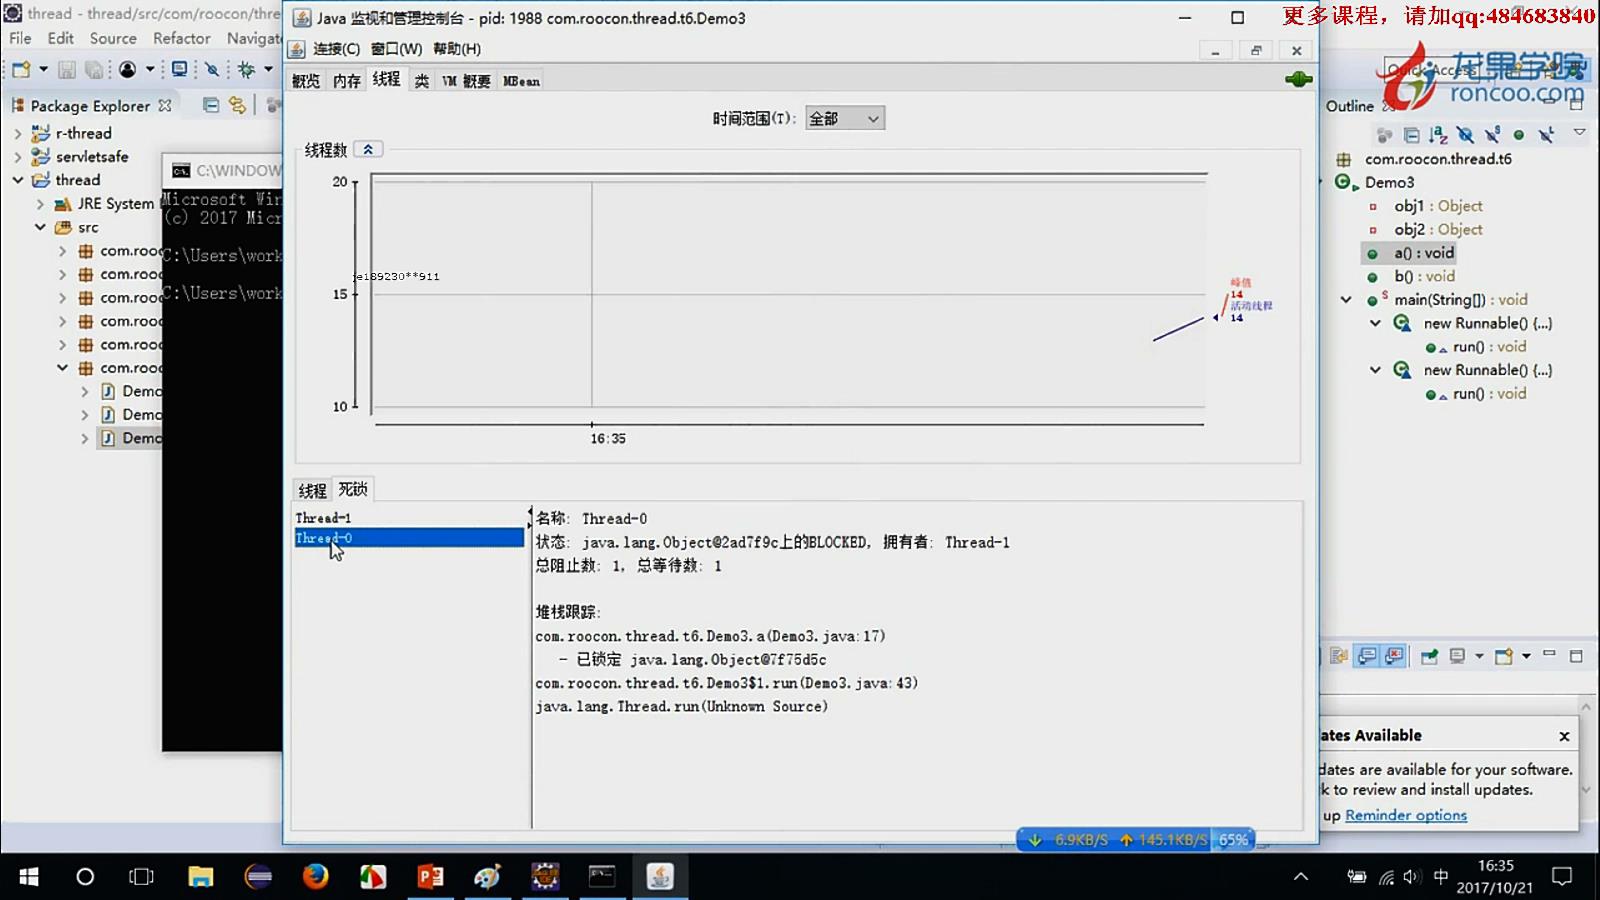 thread - thread/src/com/roocon/thre
File Edit Source Refactor Navigat
Package Explorer
r-thread
servletsafe
thread
JRE System
src
com.rooc
com.rooc
com.rooc
com.rooc
com.rooc
com.rooc
Demo
Demo
Demo
C:\WINDOW
Microsoft Win
(c) 2017 Micr
C:\Users\work
C:\Users\work
Java 监视和管理控制台 - pid: 1988 com.roocon.thread.t6.Demo3
连接(C) 窗口(W) 帮助(H)
概览 内存 线程 类 VM 概要 MBean
时间范围(T): 全部
线程数
20
15
10
je189230**911
16:35
峰值
14
活动线程
14
线程 死锁
Thread-1
Thread-0
名称: Thread-0
状态: java.lang.Object@2ad7f9c上的BLOCKED, 拥有者: Thread-1
总阻止数: 1, 总等待数: 1
堆栈跟踪:
com.roocon.thread.t6.Demo3.a(Demo3.java:17)
- 已锁定 java.lang.Object@7f75d5c
com.roocon.thread.t6.Demo3$1.run(Demo3.java:43)
java.lang.Thread.run(Unknown Source)
更多课程，请加qq:484683840
Quick Access
龙果学院
roncoo.com
Outline
com.roocon.thread.t6
Demo3
obj1 : Object
obj2 : Object
a() : void
b() : void
main(String[]) : void
new Runnable() {...}
run() : void
new Runnable() {...}
run() : void
ates Available
dates are available for your software.
k to review and install updates.
up Reminder options
6.9KB/S 145.1KB/S 65%
中
16:35
2017/10/21